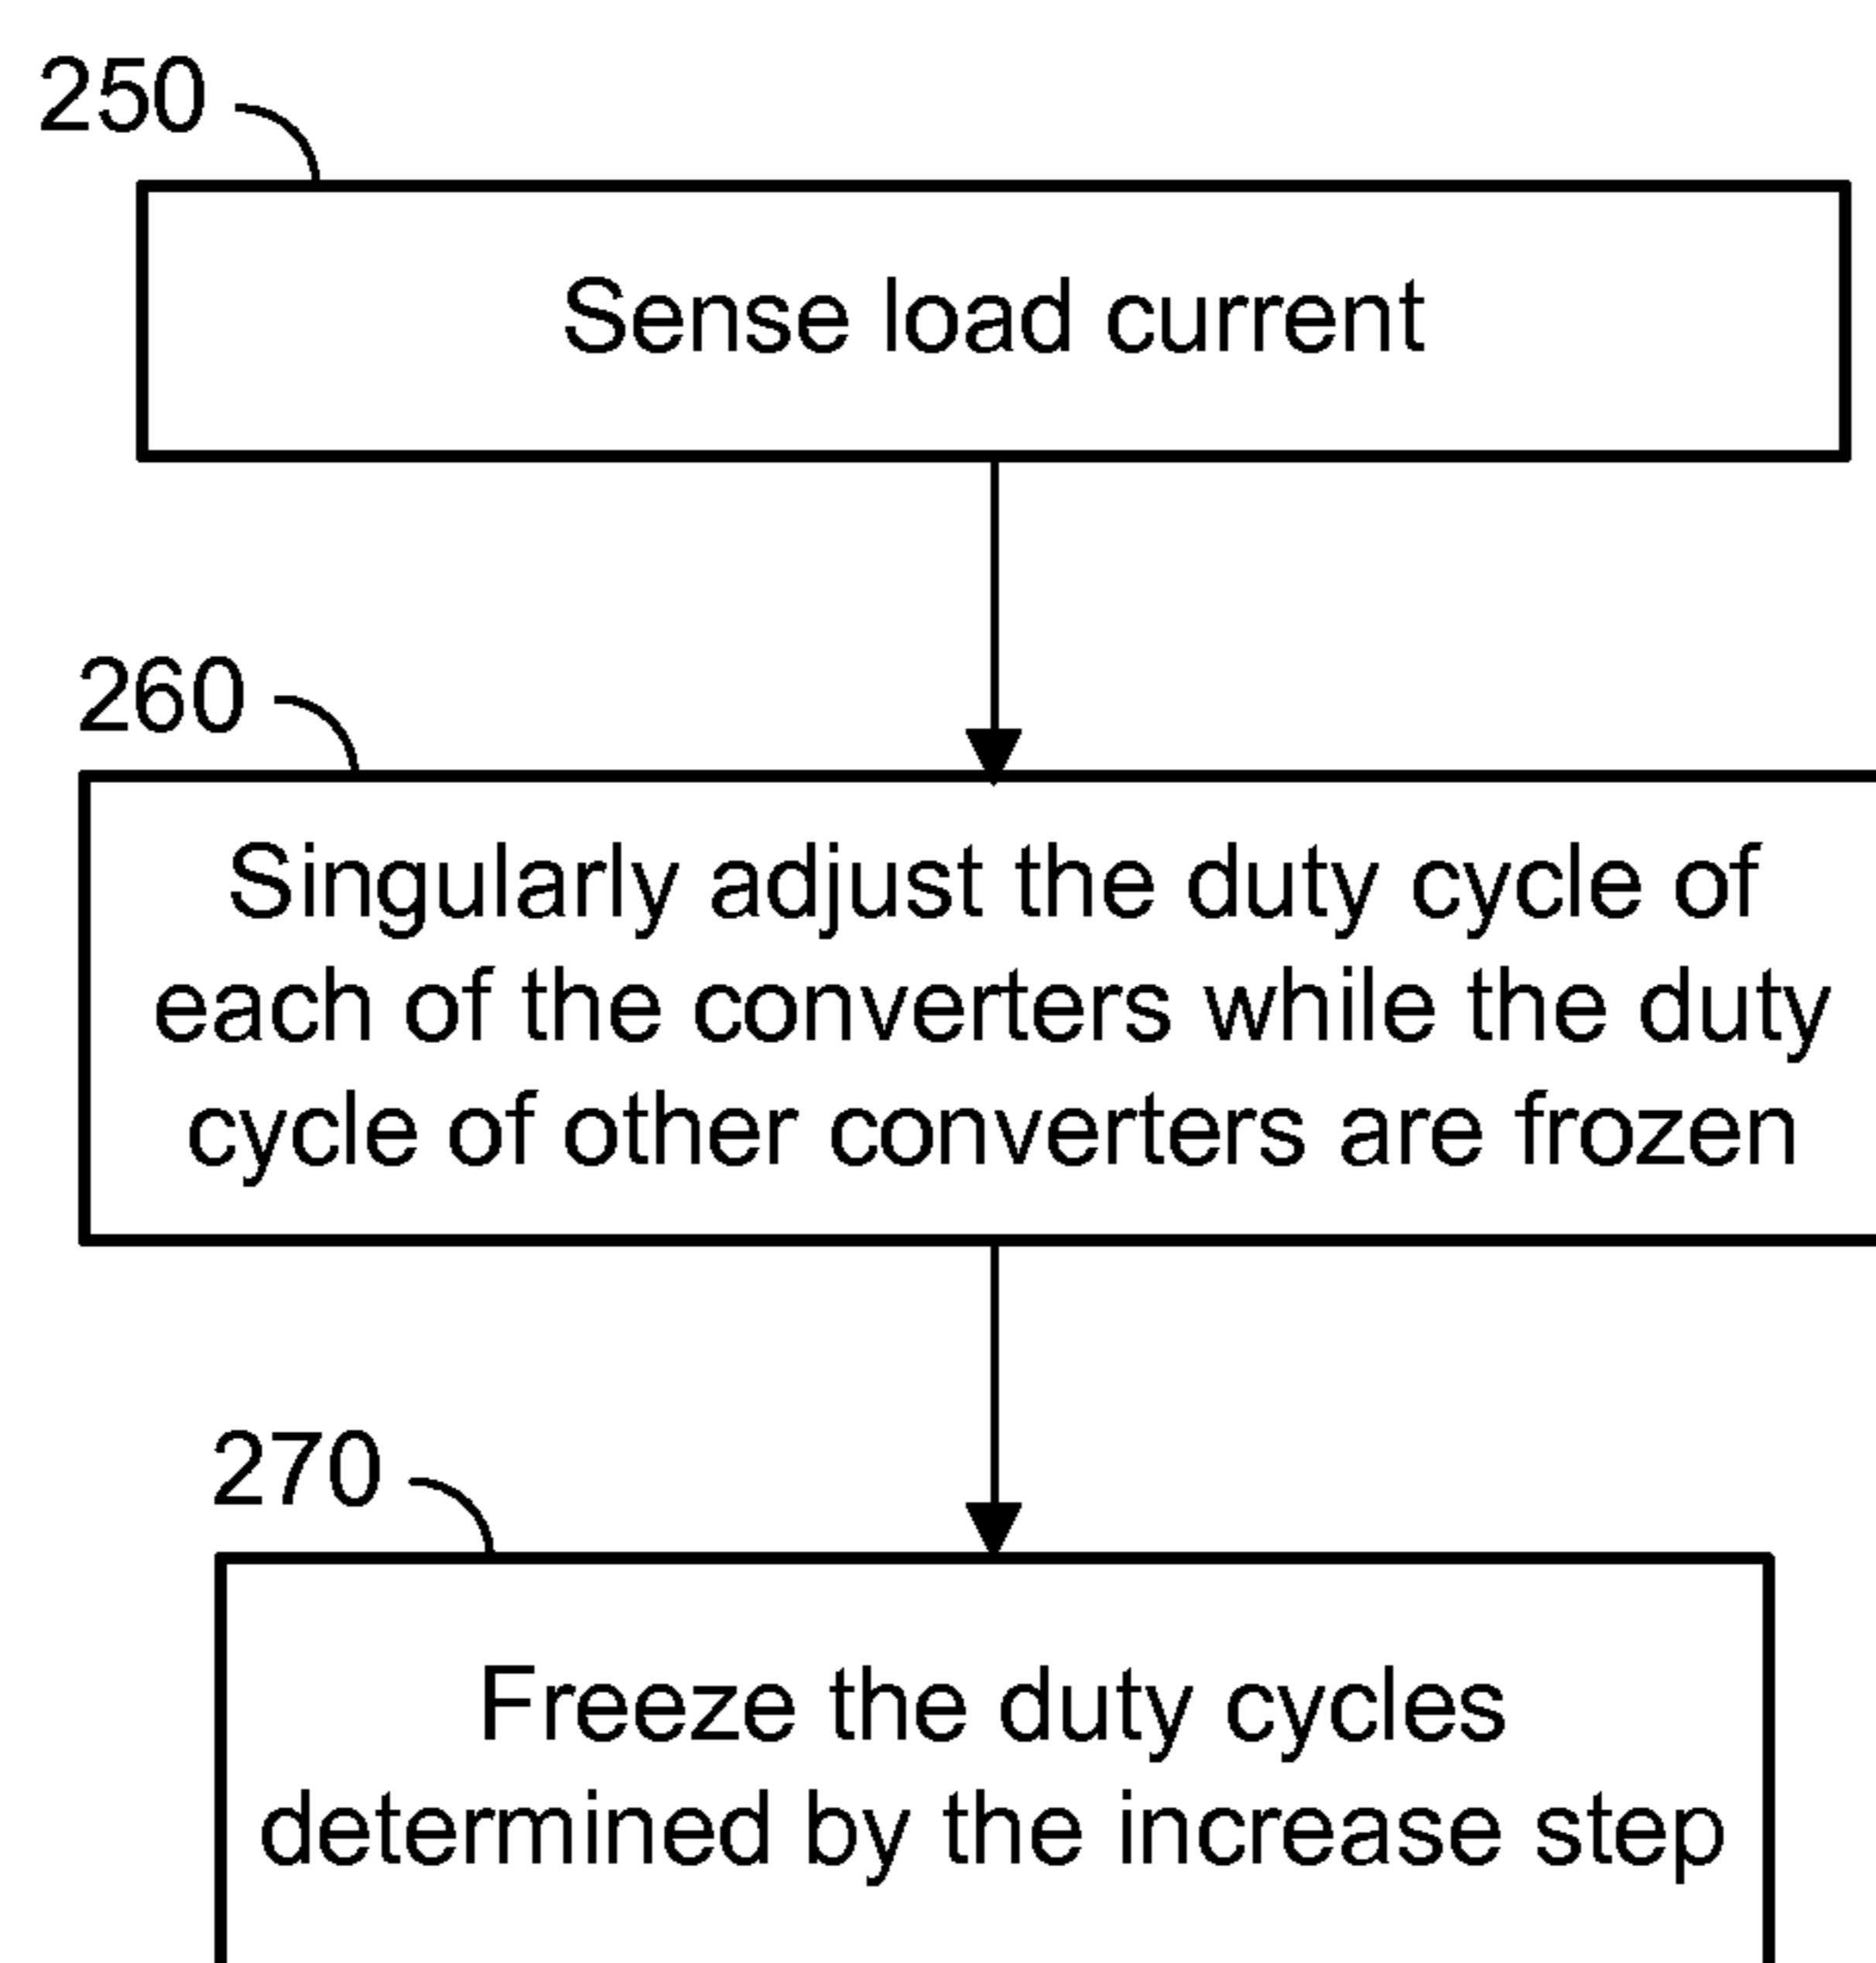 250
Sense load current
260
Singularly adjust the duty cycle of
each of the converters while the duty
cycle of other converters are frozen
270
Freeze the duty cycles
determined by the increase step